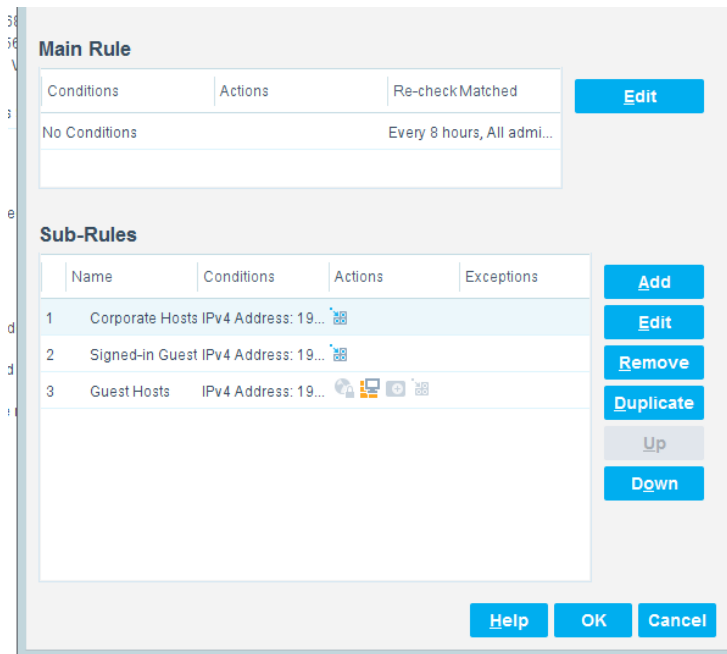 Main Rule
Conditions Actions Re-check Matched
Edit
No Conditions Every 8 hours, All admi...
Sub-Rules
Name Conditions Actions Exceptions
Add
1 Corporate Hosts IPv4 Address: 19...
Edit
2 Signed-in Guest IPv4 Address: 19...
Remove
3 Guest Hosts IPv4 Address: 19...
Duplicate
Up
Down
Help OK Cancel